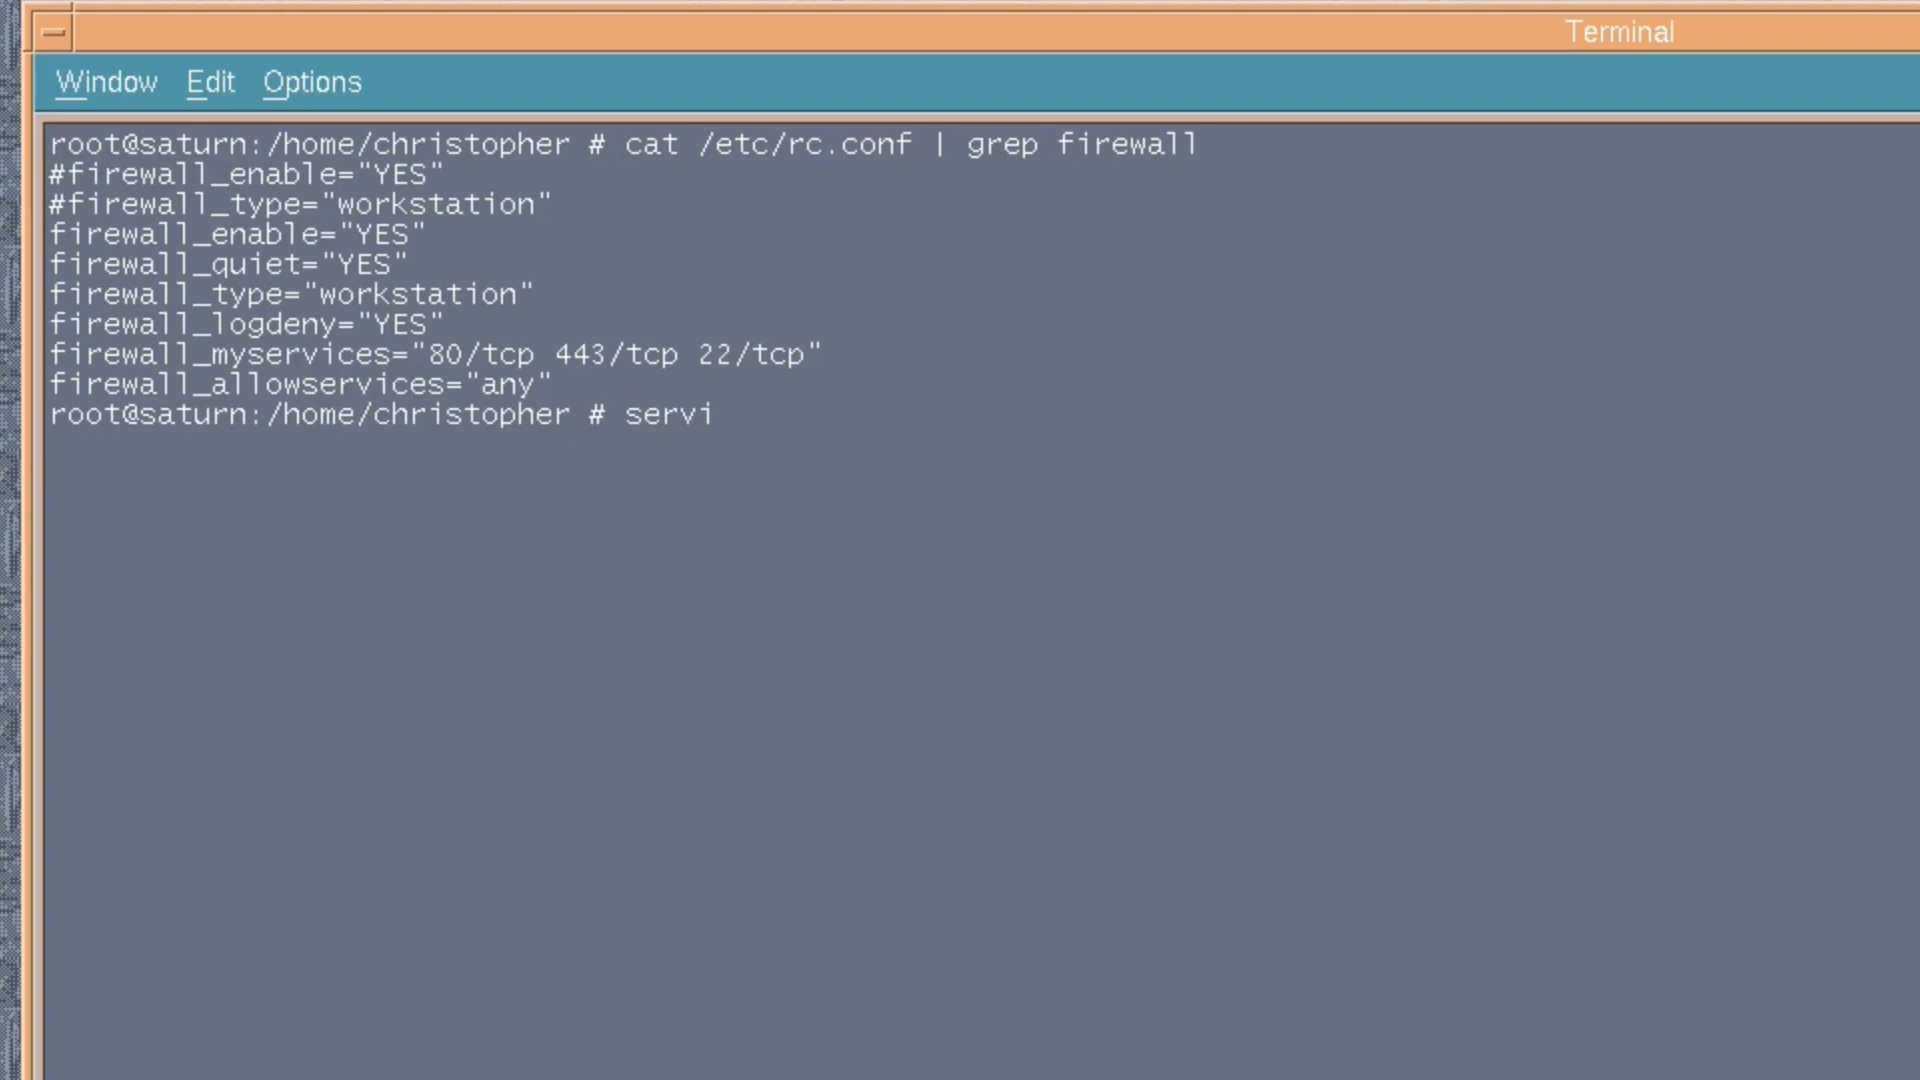 Terminal
Window Edit Options
root@saturn:/home/christopher # cat /etc/rc.conf | grep firewall
#firewall_enable="YES"
#firewall_type="workstation"
firewall_enable="YES"
firewall_quiet="YES"
firewall_type="workstation"
firewall_logdeny="YES"
firewall_myservices="80/tcp 443/tcp 22/tcp"
firewall_allowservices="any"
root@saturn:/home/christopher # servi